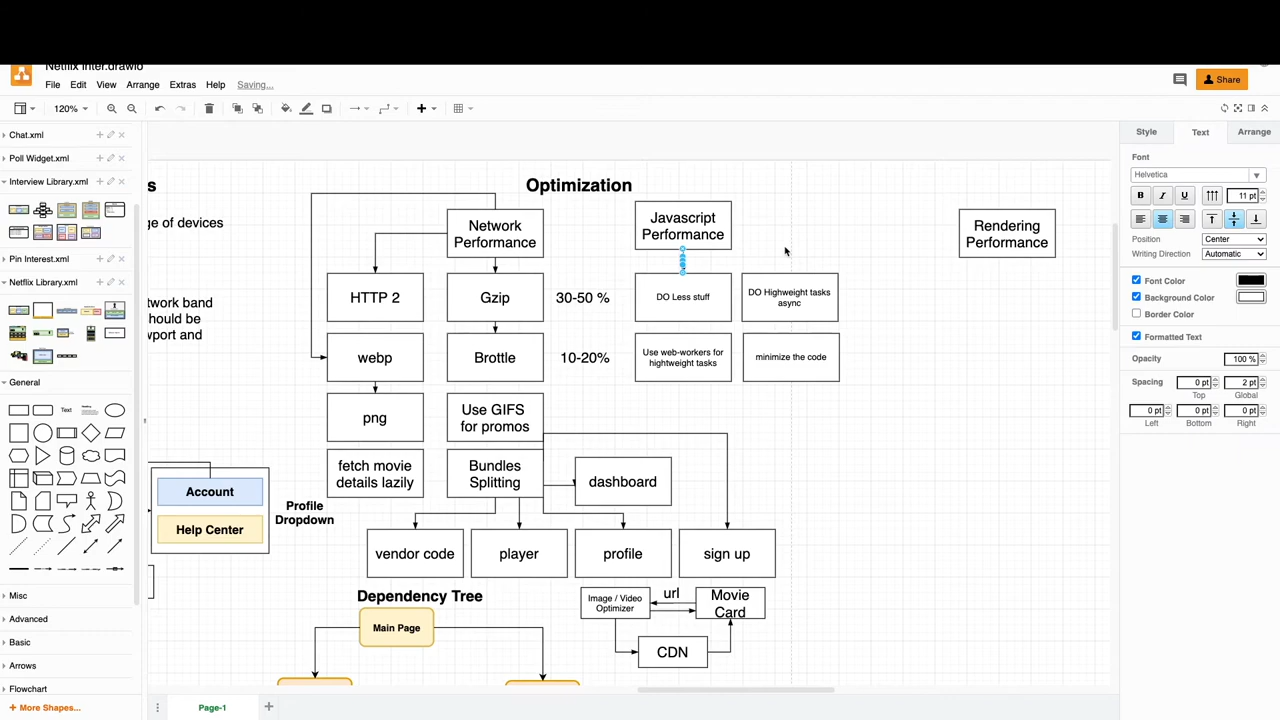 Netflix Inter.drawio
File Edit View Arrange Extras Help Saving...
Share
120%
Chat.xml
Poll Widget.xml
Interview Library.xml
Pin Interest.xml
Netflix Library.xml
General
Text
Misc
Advanced
Basic
Arrows
Flowchart
+ More Shapes...
s
ge of devices
twork band
hould be
wport and
Account
Help Center
Profile
Dropdown
Optimization
Network
Performance
Javascript
Performance
Rendering
Performance
HTTP 2
Gzip
30-50 %
DO Less stuff
DO Highweight tasks
async
webp
Brottle
10-20%
Use web-workers for
hightweight tasks
minimize the code
png
Use GIFS
for promos
fetch movie
details lazily
Bundles
Splitting
dashboard
vendor code
player
profile
sign up
Dependency Tree
Main Page
Image / Video
Optimizer
url
Movie
Card
CDN
Page-1
Style Text Arrange
Font
Helvetica
B I U
11 pt
Position
Center
Writing Direction
Automatic
Font Color
Background Color
Border Color
Formatted Text
Opacity
100 %
Spacing
0 pt
2 pt
Top
Global
0 pt
0 pt
0 pt
Left
Bottom
Right